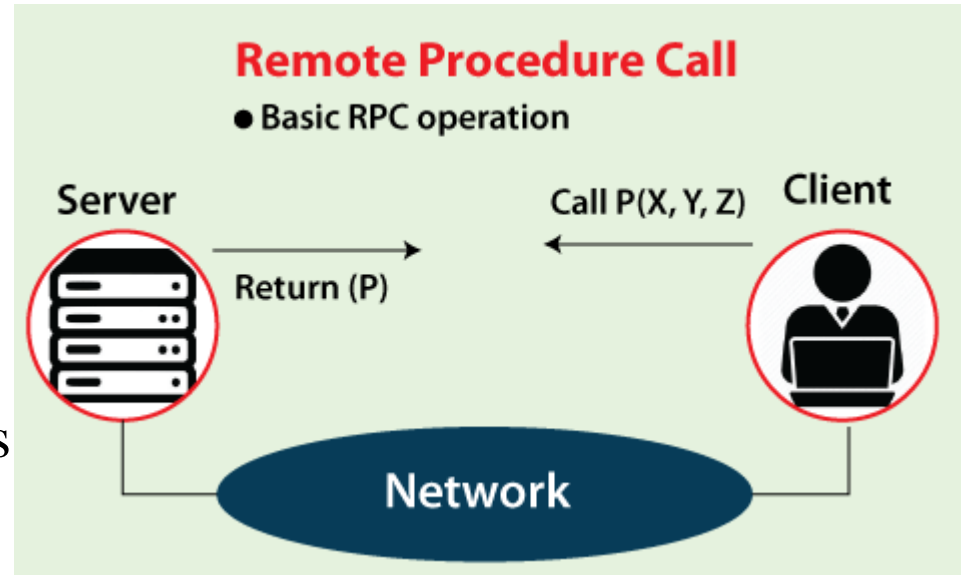 Remote Procedure Call
● Basic RPC operation
Server
Call P(X, Y, Z)
Client
Return (P)
s
Network